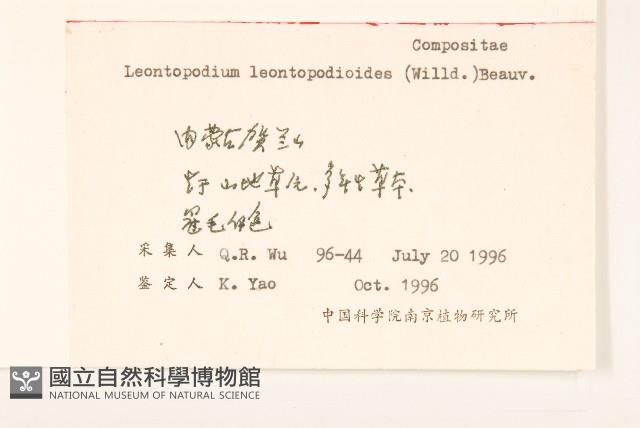 Compositae
Leontopodium leontopodioides (Willd.)Beauv.
内蒙古贺兰山
生于山地草原.多年生草本.
冠毛白色
采集人 Q.R. Wu 96-44 July 20 1996
鉴定人 K. Yao Oct. 1996
中国科学院南京植物研究所
國立自然科學博物館
NATIONAL MUSEUM OF NATURAL SCIENCE